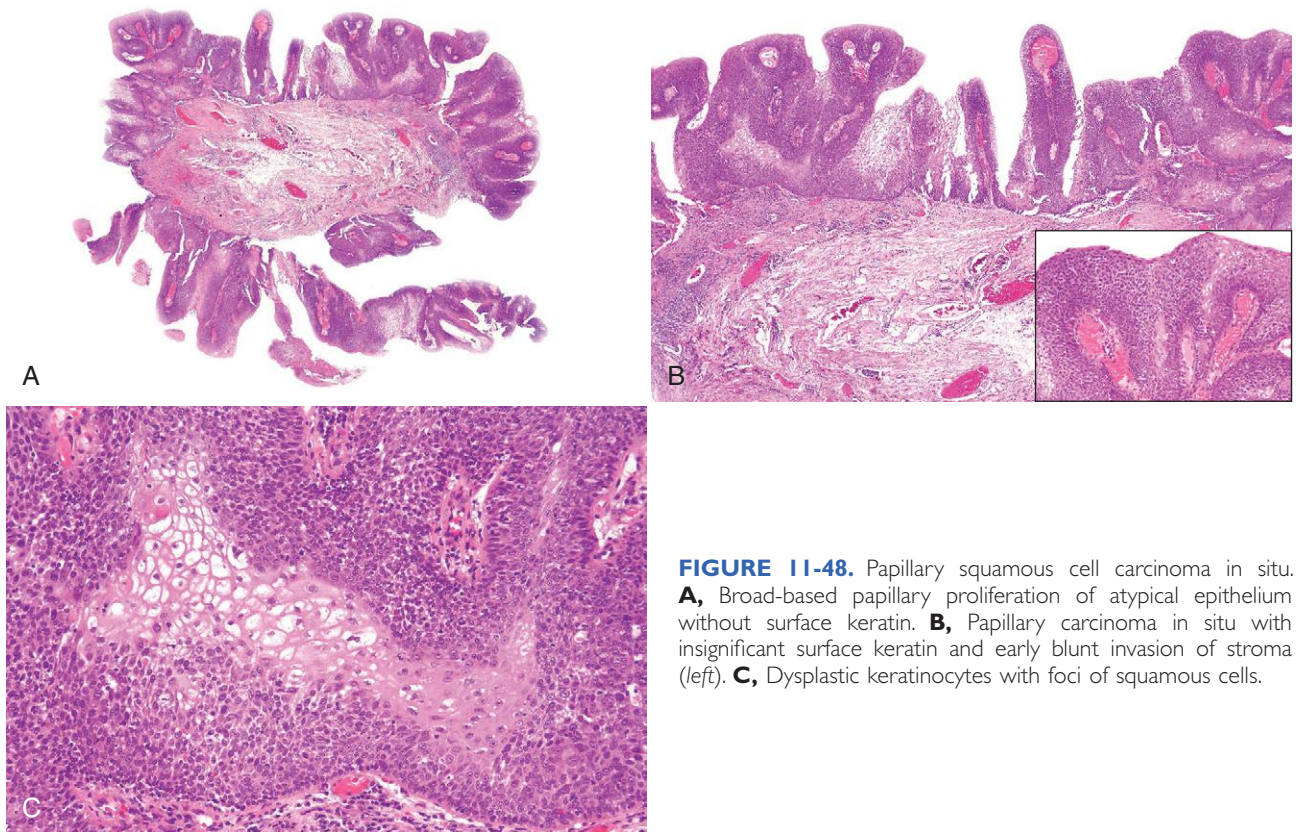 A
B
C
FIGURE 11-48. Papillary squamous cell carcinoma in situ.
A, Broad-based papillary proliferation of atypical epithelium
without surface keratin. B, Papillary carcinoma in situ with
insignificant surface keratin and early blunt invasion of stroma
(left). C, Dysplastic keratinocytes with foci of squamous cells.